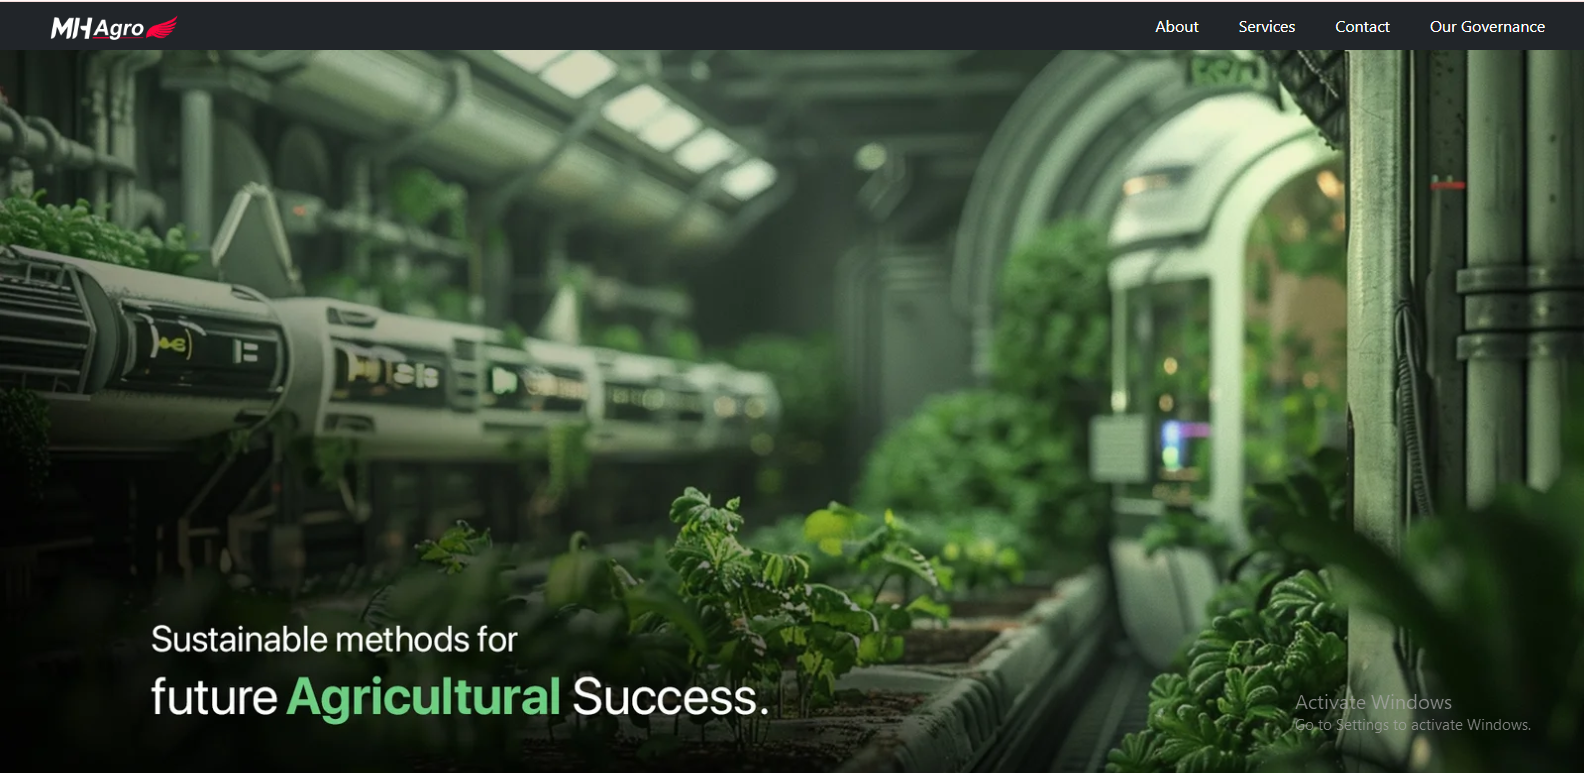 MH Agro
About
Services
Contact
Our Governance
Sustainable methods for
future Agricultural Success.
Activate Windows
Go to Settings to activate Windows.